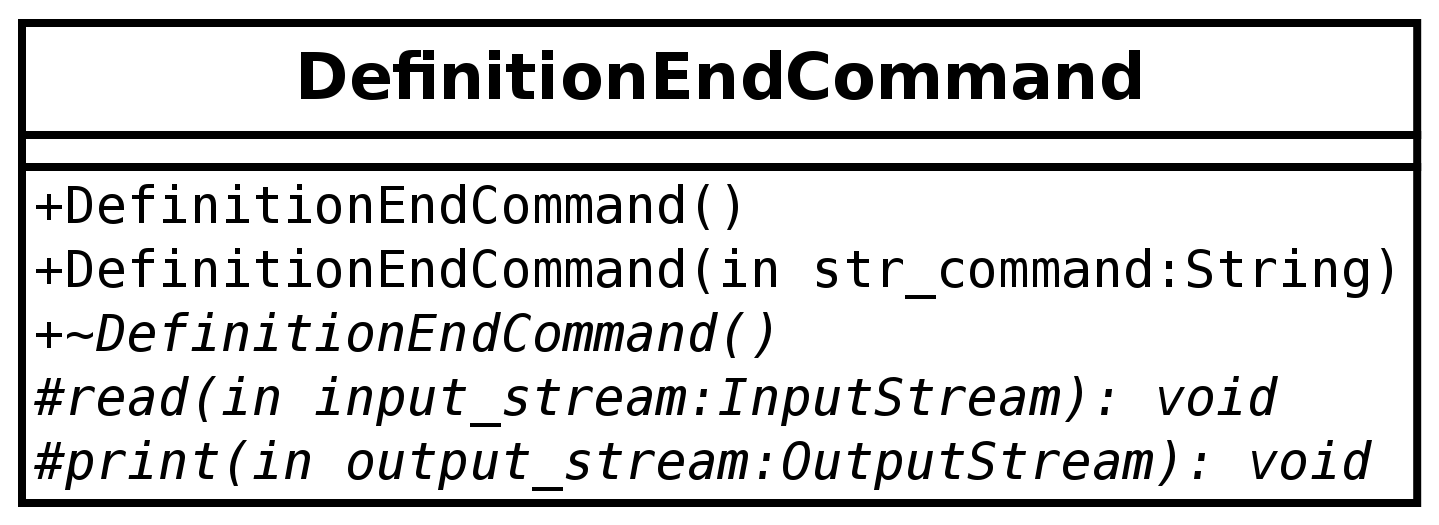 DefinitionEndCommand
+DefinitionEndCommand()
+DefinitionEndCommand(in str_command:String)
+~DefinitionEndCommand()
#read(in input_stream:InputStream): void
#print(in output_stream:OutputStream): void